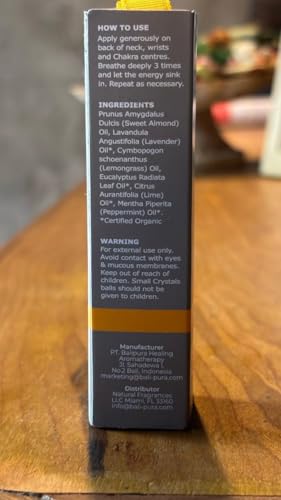 HOW TO USE
Apply generously on
back of neck, wrists
and Chakra centres.
Breathe deeply 3 times
and let the energy sink
in. Repeat as necessary.
INGREDIENTS
Prunus Amygdalus
Dulcis (Sweet Almond)
Oil, Lavandula
Angustifolia (Lavender)
Oil*, Cymbopogon
schoenanthus
(Lemongrass) Oil,
Eucalyptus Radiata
Leaf Oil*, Citrus
Aurantifolia (Lime)
Oil*, Mentha Piperita
(Peppermint) Oil*.
*Certified Organic
WARNING
For external use only.
Avoid contact with eyes
& mucous membranes.
Keep out of reach of
children. Small Crystals
balls should not be
given to children.
Manufacturer
PT. Balipura Healing
Aromatherapy
Jl. Sahadewa I,
No.2 Bali, Indonesia
marketing@bali-pura.com
Distributor
Natural Fragrances
LLC Miami, FL 33160
info@bali-pura.com